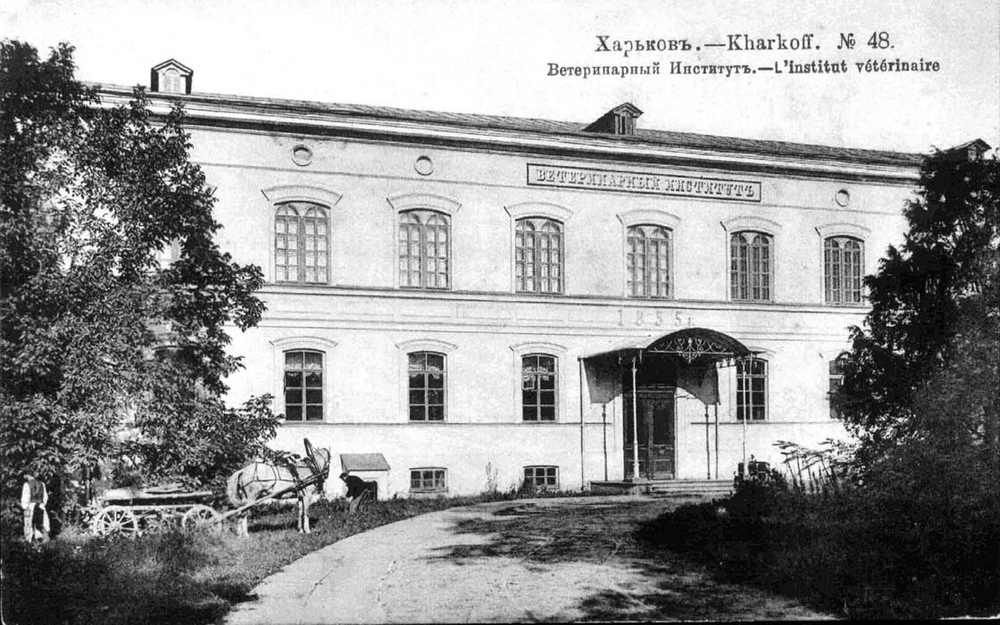 Харьковъ.—Kharkoff. № 48.
Ветеринарный Институтъ.—L'institut vétérinaire
ВЕТЕРИНАРНЫЙ ИНСТИТУТЪ
1855 г.